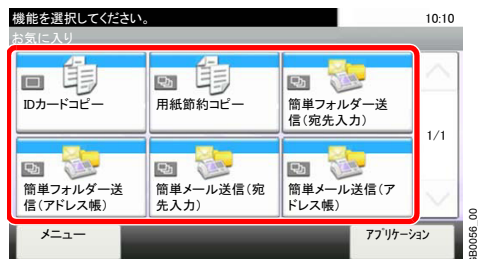 機能を選択してください。 10:10
お気に入り
IDカードコピー
用紙節約コピー
簡単フォルダー送
信(宛先入力)
1/1
簡単フォルダー送
信(アドレス帳)
簡単メール送信(宛
先入力)
簡単メール送信(ア
ドレス帳)
メニュー
アプリケーション
GB0056_00